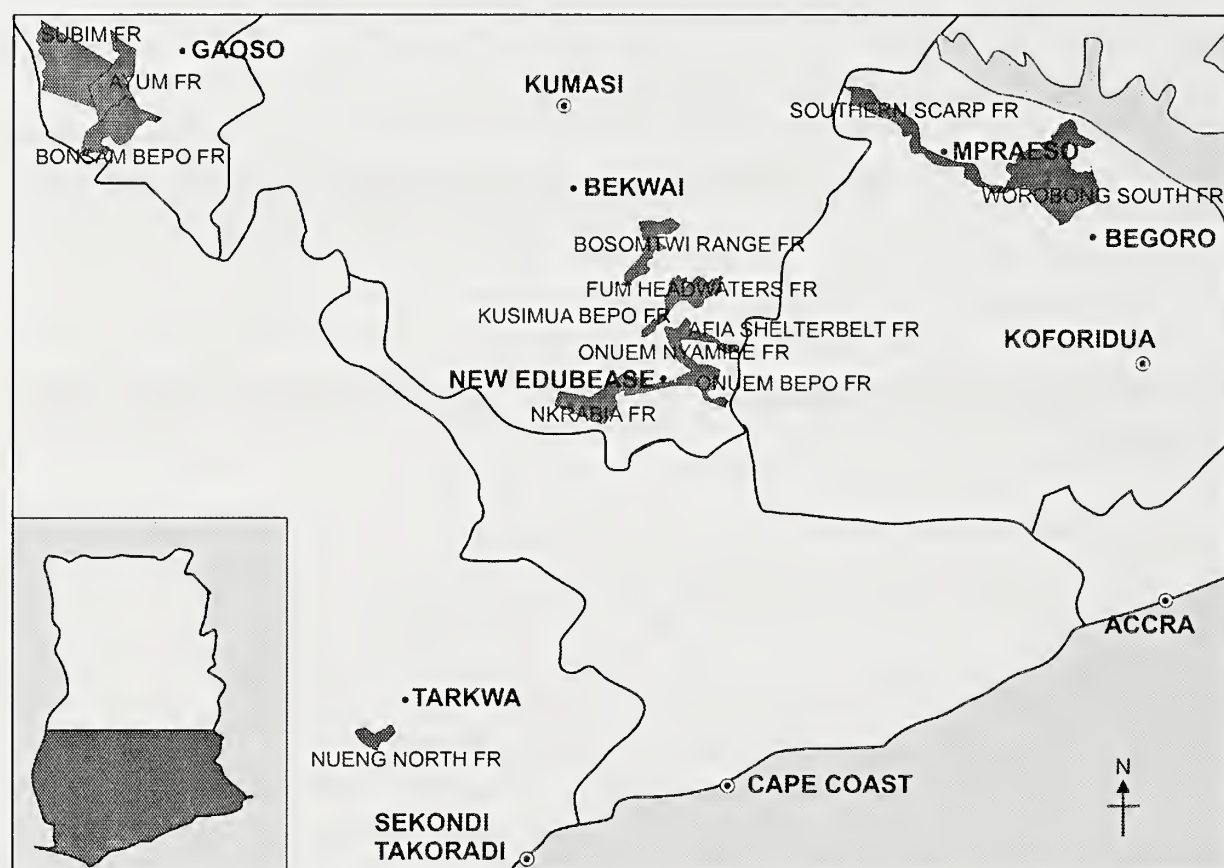 SUBIM FR
GAOSO
AYUM FR
BONSAM BEPO FR
KUMASI
BEKWAI
SOUTHERN SCARP FR
MPRAESO
WOROBONG SOUTH FR
BEGORO
BOSOMTWI RANGE FR
FUM HEADWATERS FR
KUSIMUA BEPO FR
AFIA SHELTERBELT FR
ONUEM NYAMIBE FR
KOFORIDUA
NEW EDUBEASE
ONUEM BEPO FR
NKRABIA FR
ACCRA
TARKWA
NUENG NORTH FR
CAPE COAST
N
SEKONDI
TAKORADI